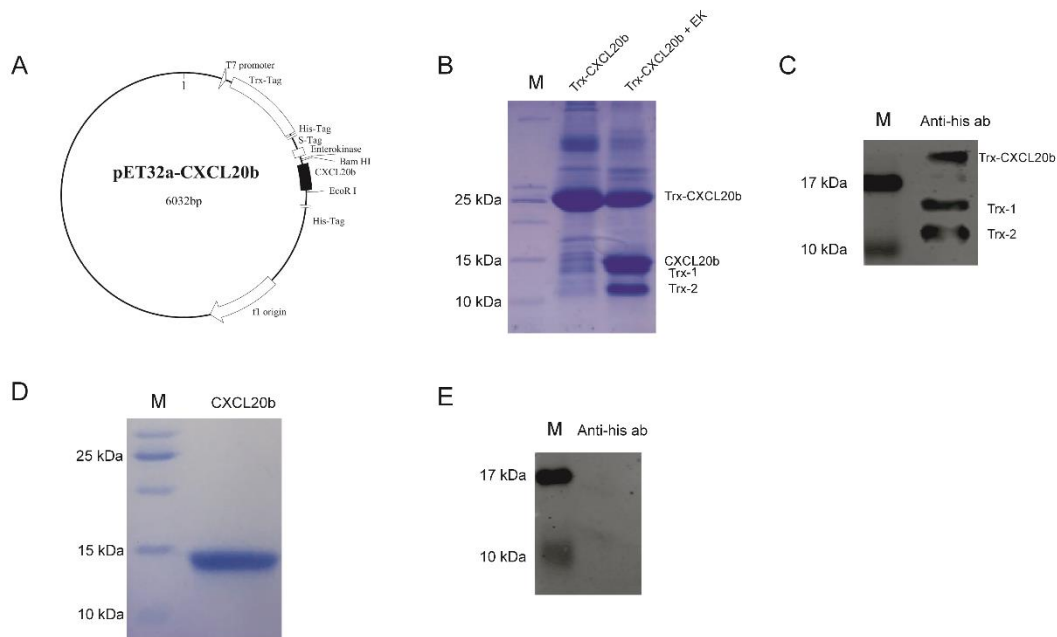 A
T7 promoter
Trx-Tag
1
His-Tag
S-Tag
Enterokinase
Bam HI
CXCL20b
EcoR I
His-Tag
pET32a-CXCL20b
6032bp
f1 origin
B
M
Trx-CXCL20b
Trx-CXCL20b + EK
25 kDa
15 kDa
10 kDa
Trx-CXCL20b
CXCL20b
Trx-1
Trx-2
C
M
Anti-his ab
17 kDa
10 kDa
Trx-CXCL20b
Trx-1
Trx-2
D
M
CXCL20b
25 kDa
15 kDa
10 kDa
E
M
Anti-his ab
17 kDa
10 kDa